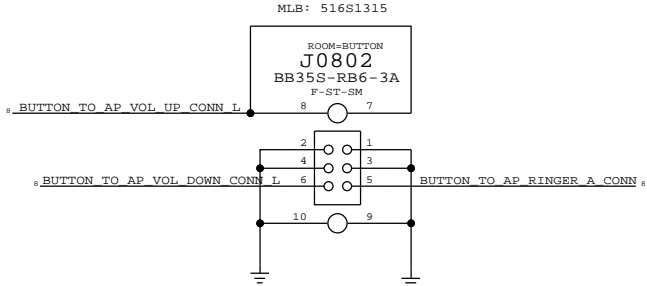 MLB: 516S1315
ROOM=BUTTON
J0802
BB35S-RB6-3A
F-ST-SM
8 BUTTON_TO_AP_VOL_UP_CONN_L 8 7
2 1
4 3
8 BUTTON_TO_AP_VOL_DOWN_CONN_L 6 5 BUTTON_TO_AP_RINGER_A_CONN 8
10 9